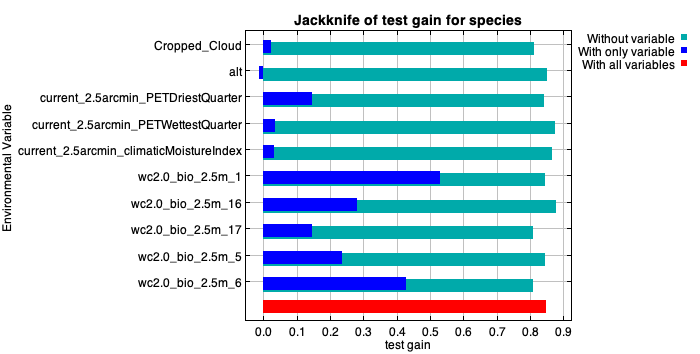 Jackknife of test gain for species
Without variable
With only variable
With all variables
Environmental Variable
Cropped_Cloud
alt
current_2.5arcmin_PETDriestQuarter
current_2.5arcmin_PETWettestQuarter
current_2.5arcmin_climaticMoistureIndex
wc2.0_bio_2.5m_1
wc2.0_bio_2.5m_16
wc2.0_bio_2.5m_17
wc2.0_bio_2.5m_5
wc2.0_bio_2.5m_6
0.0 0.1 0.2 0.3 0.4 0.5 0.6 0.7 0.8 0.9
test gain